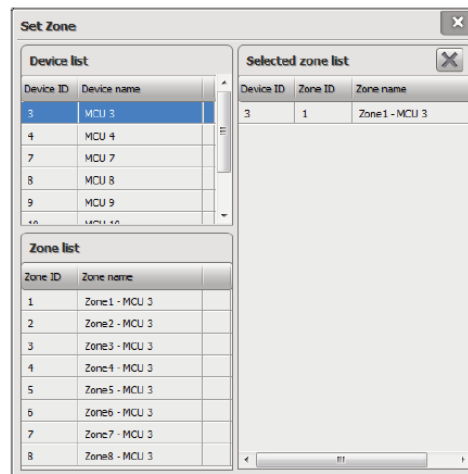 Set Zone
Device list
Device ID Device name
3 MCU 3
4 MCU 4
7 MCU 7
8 MCU 8
9 MCU 9
10 MCU 10
Zone list
Zone ID Zone name
1 Zone1 - MCU 3
2 Zone2 - MCU 3
3 Zone3 - MCU 3
4 Zone4 - MCU 3
5 Zone5 - MCU 3
6 Zone6 - MCU 3
7 Zone7 - MCU 3
8 Zone8 - MCU 3
Selected zone list
Device ID Zone ID Zone name
3 1 Zone1 - MCU 3